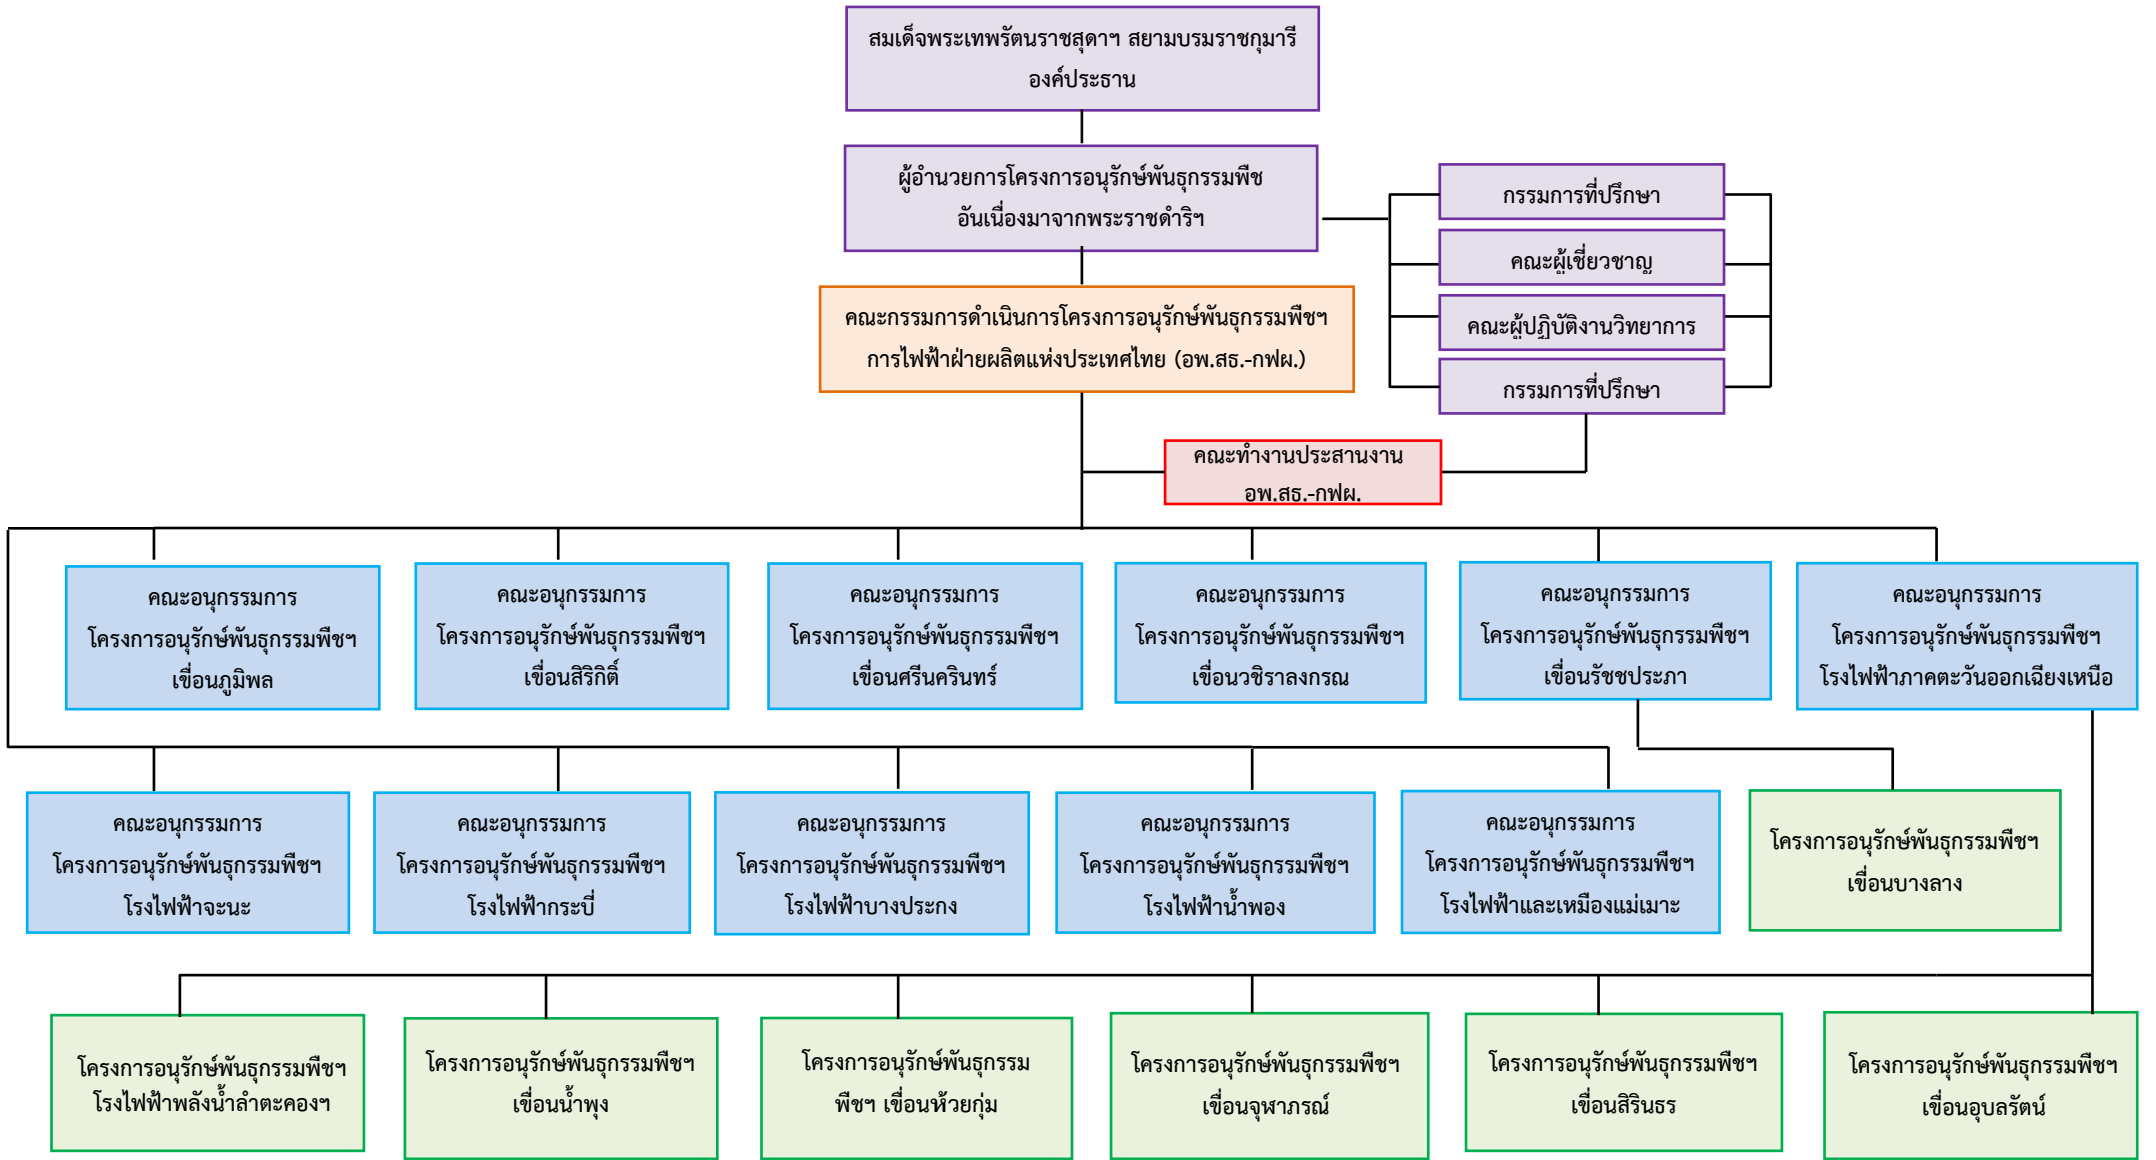 สมเด็จพระเทพรัตนราชสุดาฯ สยามบรมราชกุมารี
องค์ประธาน
ผู้อำนวยการโครงการอนุรักษ์พันธุกรรมพืช
อันเนื่องมาจากพระราชดำริฯ
กรรมการที่ปรึกษา
คณะผู้เชี่ยวชาญ
คณะผู้ปฏิบัติงานวิทยาการ
กรรมการที่ปรึกษา
คณะกรรมการดำเนินการโครงการอนุรักษ์พันธุกรรมพืชฯ
การไฟฟ้าฝ่ายผลิตแห่งประเทศไทย (อพ.สธ.-กฟผ.)
คณะทำงานประสานงาน
อพ.สธ.-กฟผ.
คณะอนุกรรมการ
โครงการอนุรักษ์พันธุกรรมพืชฯ
เขื่อนภูมิพล
คณะอนุกรรมการ
โครงการอนุรักษ์พันธุกรรมพืชฯ
เขื่อนสิริกิติ์
คณะอนุกรรมการ
โครงการอนุรักษ์พันธุกรรมพืชฯ
เขื่อนศรีนครินทร์
คณะอนุกรรมการ
โครงการอนุรักษ์พันธุกรรมพืชฯ
เขื่อนวชิราลงกรณ
คณะอนุกรรมการ
โครงการอนุรักษ์พันธุกรรมพืชฯ
เขื่อนรัชชประภา
คณะอนุกรรมการ
โครงการอนุรักษ์พันธุกรรมพืชฯ
โรงไฟฟ้าภาคตะวันออกเฉียงเหนือ
คณะอนุกรรมการ
โครงการอนุรักษ์พันธุกรรมพืชฯ
โรงไฟฟ้าจะนะ
คณะอนุกรรมการ
โครงการอนุรักษ์พันธุกรรมพืชฯ
โรงไฟฟ้ากระบี่
คณะอนุกรรมการ
โครงการอนุรักษ์พันธุกรรมพืชฯ
โรงไฟฟ้าบางประกง
คณะอนุกรรมการ
โครงการอนุรักษ์พันธุกรรมพืชฯ
โรงไฟฟ้าน้ำพอง
คณะอนุกรรมการ
โครงการอนุรักษ์พันธุกรรมพืชฯ
โรงไฟฟ้าและเหมืองแม่เมาะ
โครงการอนุรักษ์พันธุกรรมพืชฯ
เขื่อนบางลาง
โครงการอนุรักษ์พันธุกรรมพืชฯ
โรงไฟฟ้าพลังน้ำลำตะคองฯ
โครงการอนุรักษ์พันธุกรรมพืชฯ
เขื่อนน้ำพุง
โครงการอนุรักษ์พันธุกรรม
พืชฯ เขื่อนห้วยกุ่ม
โครงการอนุรักษ์พันธุกรรมพืชฯ
เขื่อนจุฬาภรณ์
โครงการอนุรักษ์พันธุกรรมพืชฯ
เขื่อนสิรินธร
โครงการอนุรักษ์พันธุกรรมพืชฯ
เขื่อนอุบลรัตน์